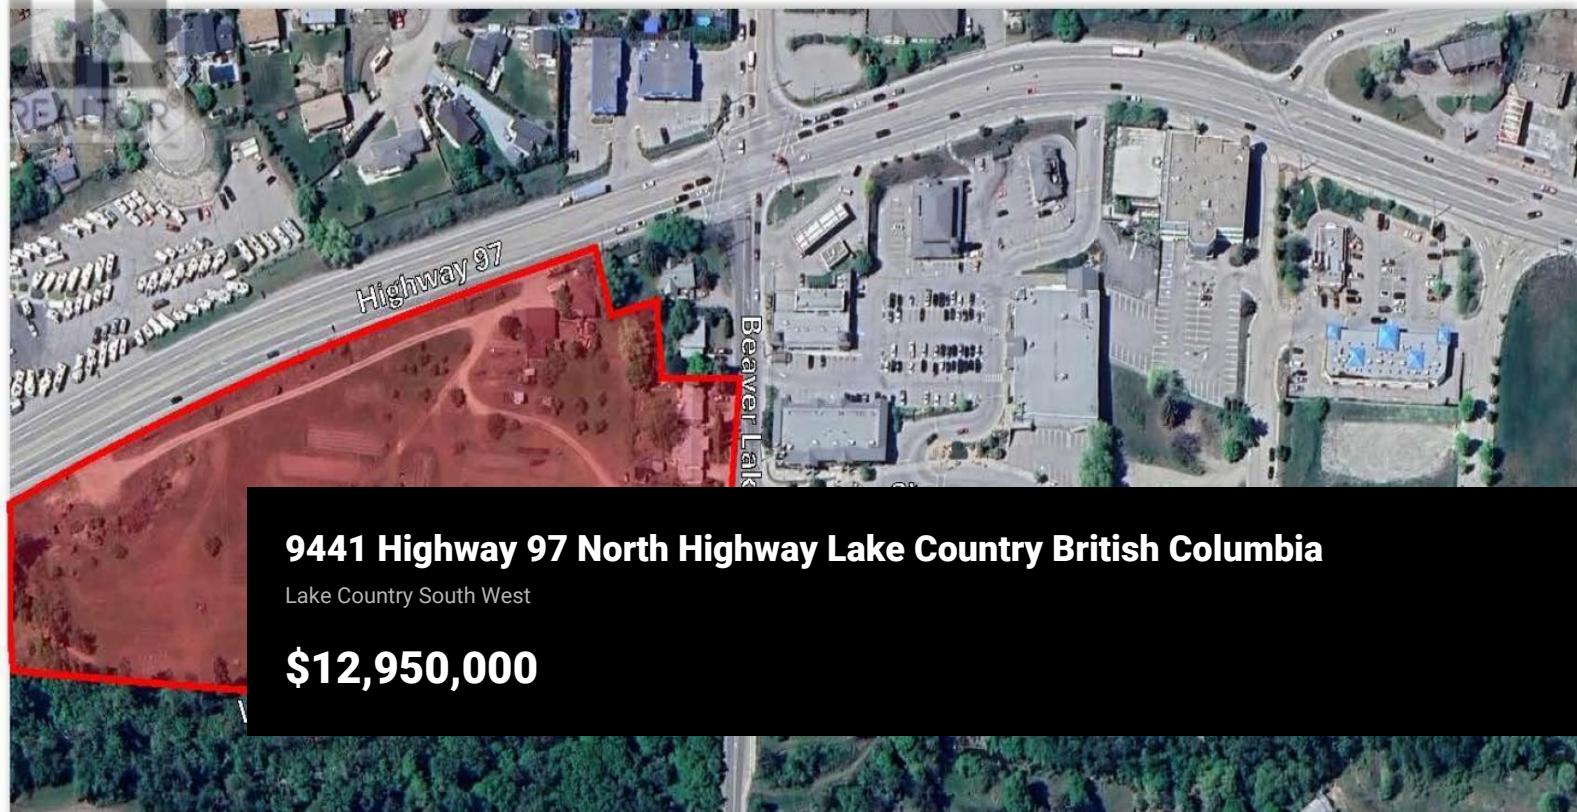 REALTOR®
Highway 97
Beaver Lak
9441 Highway 97 North Highway Lake Country British Columbia
Lake Country South West
$12,950,000